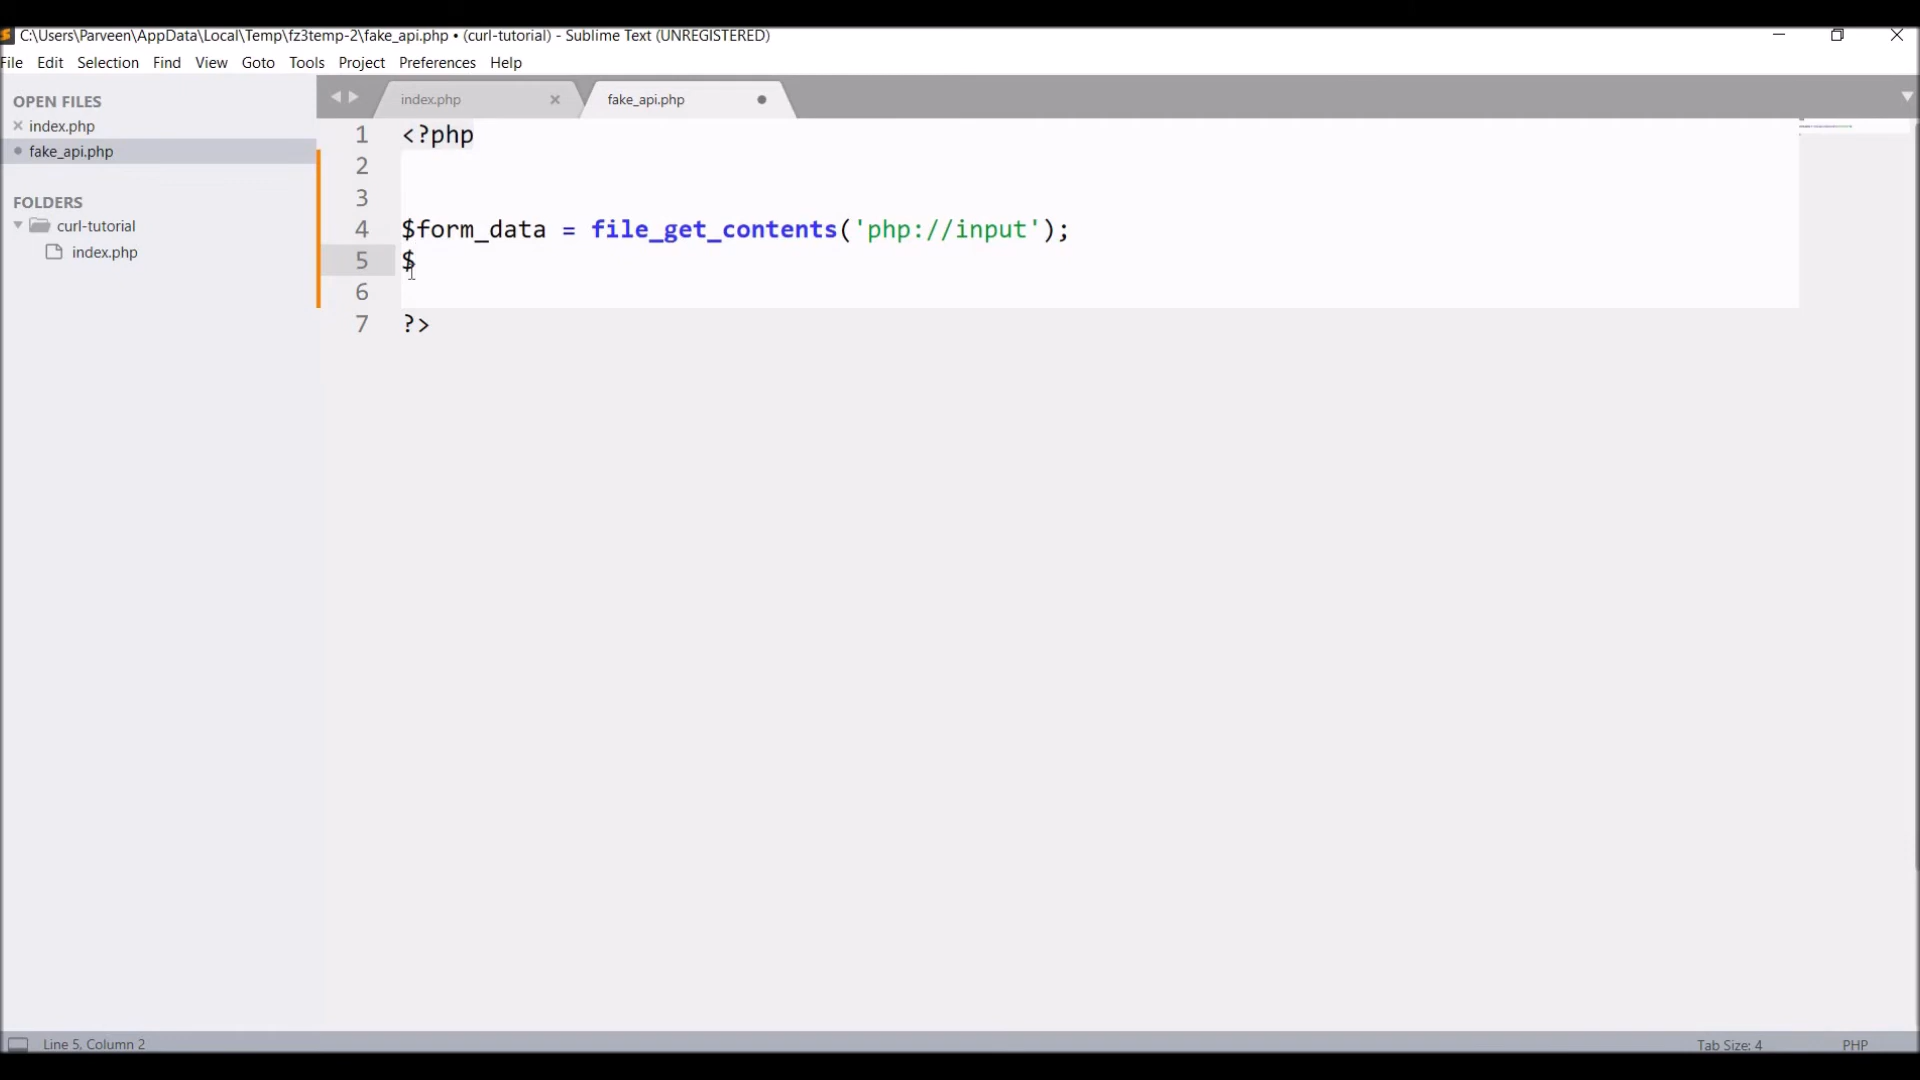 C:\Users\Parveen\AppData\Local\Temp\fz3temp-2\fake_api.php • (curl-tutorial) - Sublime Text (UNREGISTERED)
File Edit Selection Find View Goto Tools Project Preferences Help
OPEN FILES
index.php
fake_api.php
FOLDERS
curl-tutorial
index.php
index.php
fake_api.php
1 <?php
2
3
4 $form_data = file_get_contents('php://input');
5 $
6
7 ?>
Line 5, Column 2
Tab Size: 4
PHP